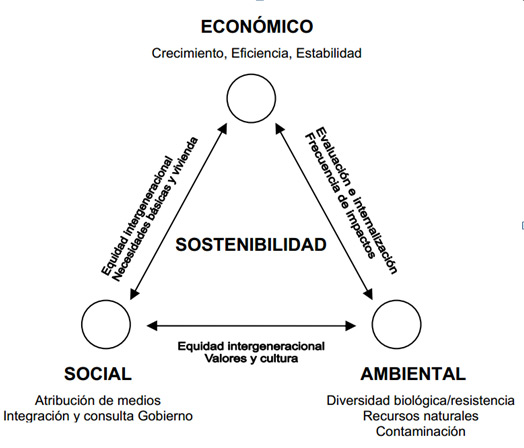 ECONÓMICO
Crecimiento, Eficiencia, Estabilidad
Equidad intergeneracional
Necesidades básicas y vivienda
Evaluación e internalización
Frecuencia de impactos
SOSTENIBILIDAD
Equidad intergeneracional
Valores y cultura
SOCIAL
Atribución de medios
Integración y consulta Gobierno
AMBIENTAL
Diversidad biológica/resistencia
Recursos naturales
Contaminación